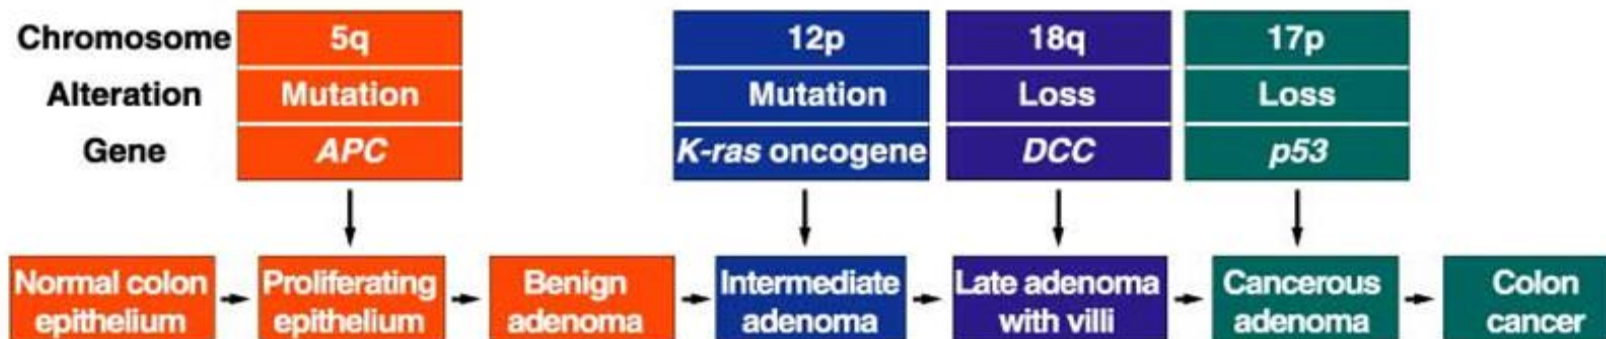 Chromosome 5q 12p 18q 17p
Alteration Mutation Mutation Loss Loss
Gene APC K-ras oncogene DCC p53
Normal colon epithelium
Proliferating epithelium
Benign adenoma
Intermediate adenoma
Late adenoma with villi
Cancerous adenoma
Colon cancer